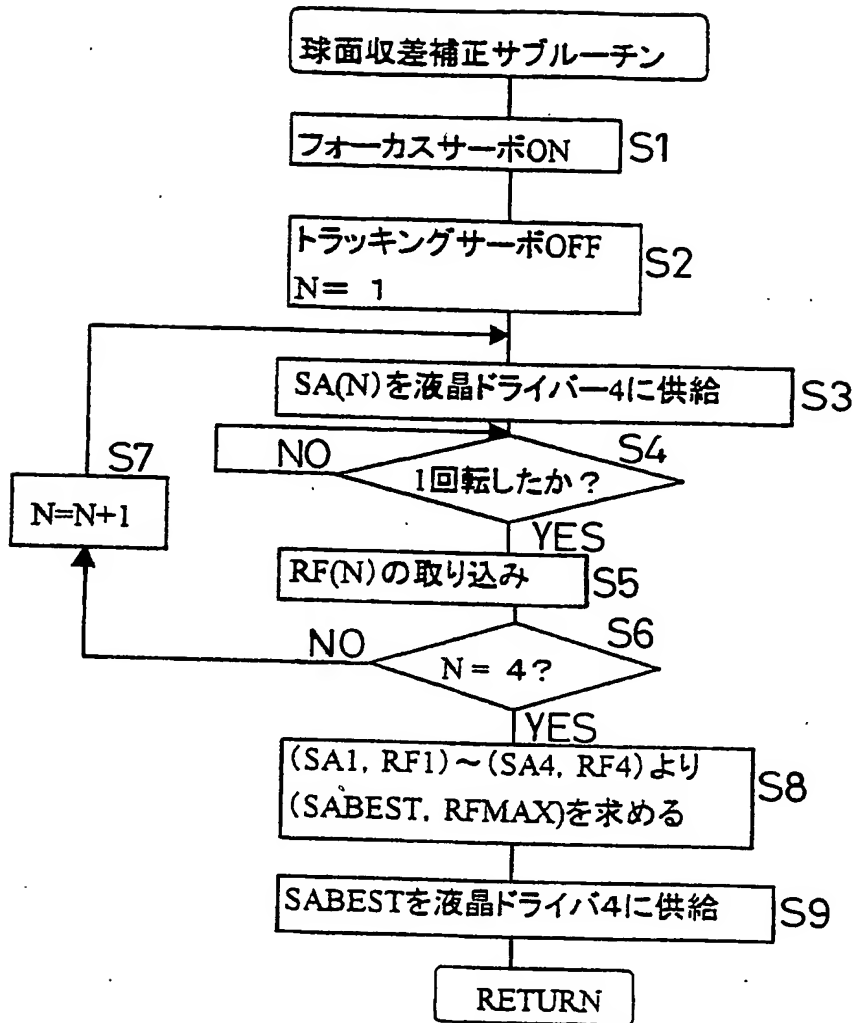 球面収差補正サブルーチン
フォーカスサーボON
S1
トラッキングサーボOFF
N= 1
S2
SA(N)を液晶ドライバー4に供給
S3
S7
N=N+1
NO
S4
1回転したか?
YES
RF(N)の取り込み
S5
NO
S6
N = 4?
YES
(SA1, RF1)～(SA4, RF4)より
(SABEST, RFMAX)を求める
S8
SABESTを液晶ドライバ4に供給
S9
RETURN